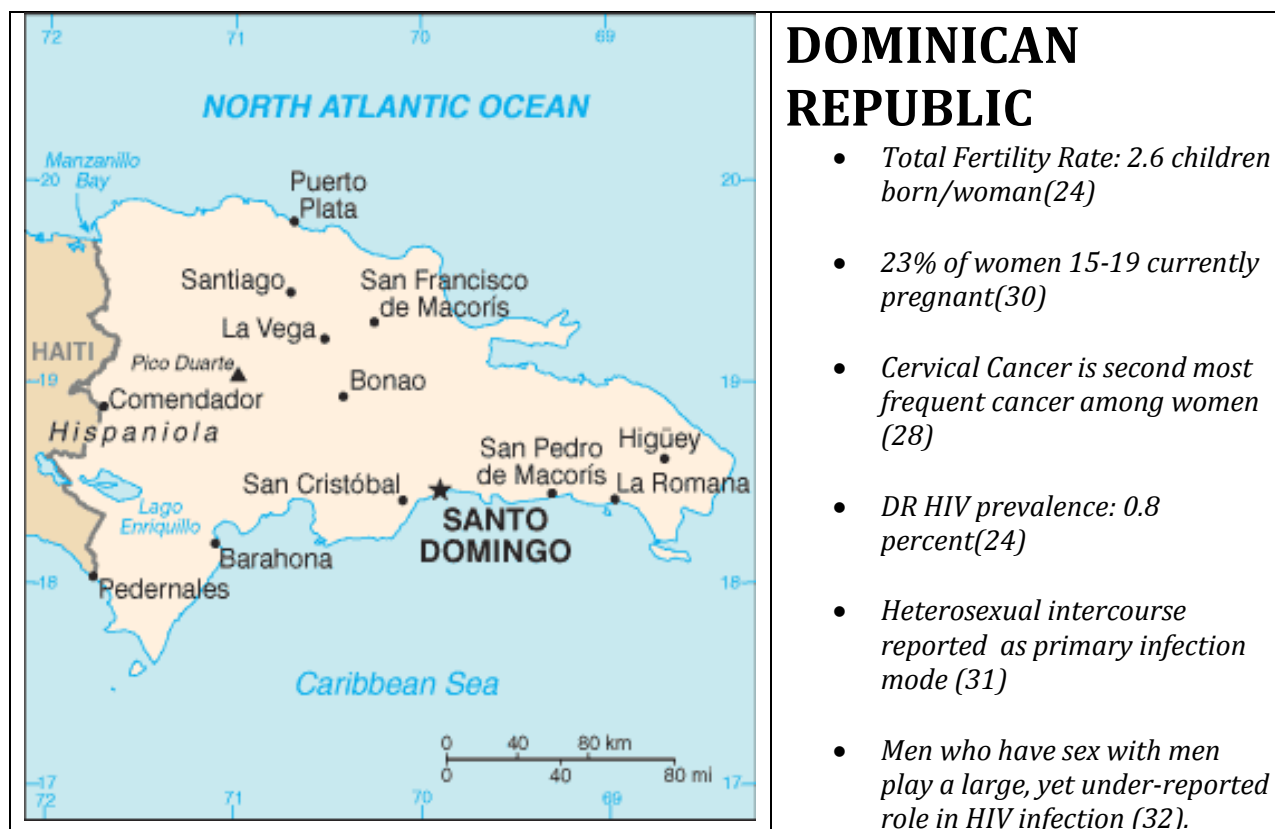 72
71
70
69
NORTH ATLANTIC OCEAN
Manzanillo
Bay
20
20
Puerto
Plata
Santiago
San Francisco
de Macorís
La Vega
HAITI
Pico Duarte
19
19
Comendador
Bonao
Hispaniola
San Pedro
de Macorís
Higüey
San Cristóbal
La Romana
Lago
Enriquillo
SANTO
DOMINGO
Barahona
18
18
Pedernales
Caribbean Sea
0 40 80 km
0 40 80 mi
17
17
72
71
70
69
DOMINICAN
REPUBLIC
• Total Fertility Rate: 2.6 children
born/woman(24)
• 23% of women 15-19 currently
pregnant(30)
• Cervical Cancer is second most
frequent cancer among women
(28)
• DR HIV prevalence: 0.8
percent(24)
• Heterosexual intercourse
reported as primary infection
mode (31)
• Men who have sex with men
play a large, yet under-reported
role in HIV infection (32).